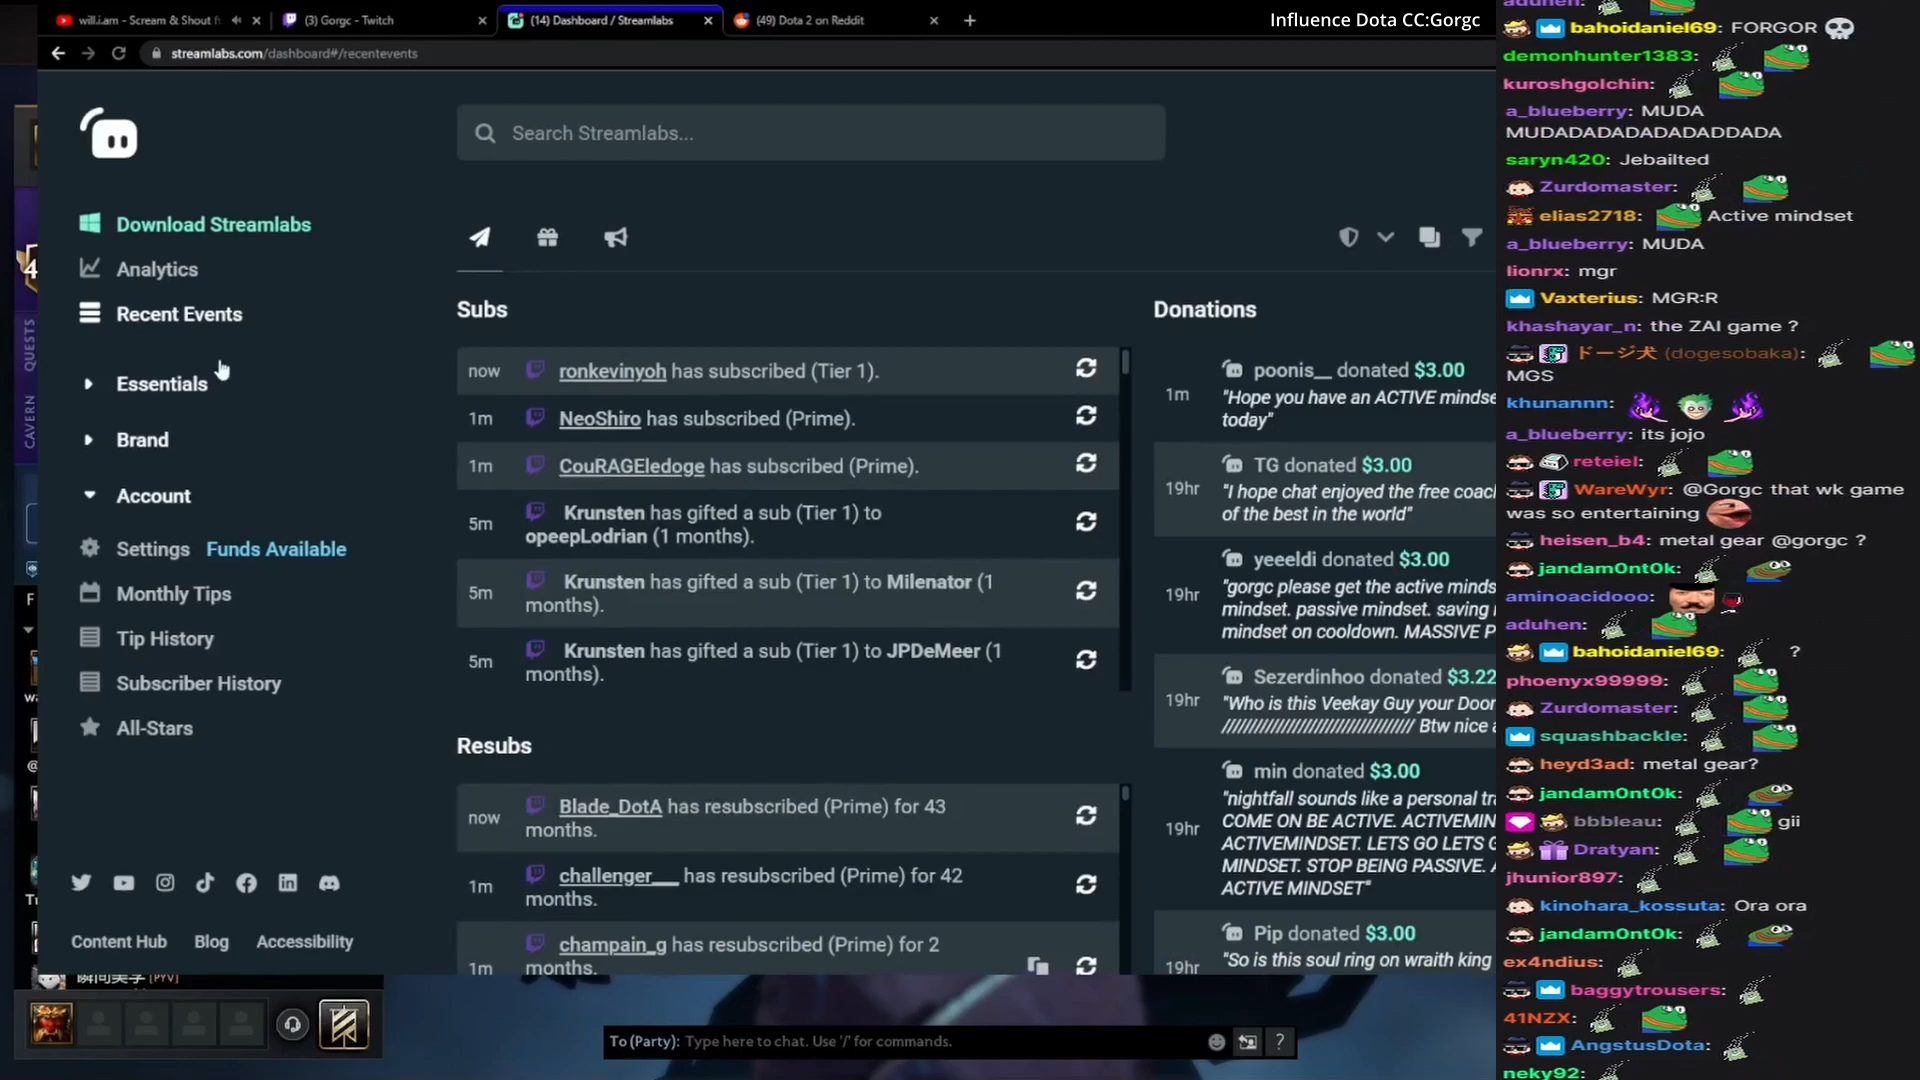 will.i.am - Scream & Shout f
(3) Gorgc - Twitch
(14) Dashboard / Streamlabs
(49) Dota 2 on Reddit
Influence Dota CC:Gorgc
streamlabs.com/dashboard#/recentevents
Search Streamlabs...
Download Streamlabs
Analytics
Recent Events
Essentials
Brand
Account
Settings Funds Available
Monthly Tips
Tip History
Subscriber History
All-Stars
Content Hub Blog Accessibility
4
QUESTS
CAVERN
Subs
now ronkevinyoh has subscribed (Tier 1).
1m NeoShiro has subscribed (Prime).
1m CouRAGEledoge has subscribed (Prime).
5m Krunsten has gifted a sub (Tier 1) to
opeepLodrian (1 months).
5m Krunsten has gifted a sub (Tier 1) to Milenator (1
months).
5m Krunsten has gifted a sub (Tier 1) to JPDeMeer (1
months).
Resubs
now Blade_DotA has resubscribed (Prime) for 43
months.
1m challenger___ has resubscribed (Prime) for 42
months.
1m champain_g has resubscribed (Prime) for 2
months.
Donations
poonis__ donated $3.00
1m "Hope you have an ACTIVE mindse
today"
TG donated $3.00
19hr "I hope chat enjoyed the free coac
of the best in the world"
yeeeldi donated $3.00
19hr "gorgc please get the active minds
mindset. passive mindset. saving
mindset on cooldown. MASSIVE P
Sezerdinhoo donated $3.22
19hr "Who is this Veekay Guy your Door
Btw nice a
min donated $3.00
"nightfall sounds like a personal tr
19hr COME ON BE ACTIVE. ACTIVEMIN
ACTIVEMINDSET. LETS GO LETS G
MINDSET. STOP BEING PASSIVE. A
ACTIVE MINDSET"
Pip donated $3.00
19hr "So is this soul ring on wraith king
To (Party): Type here to chat. Use '/' for commands.
?
aduhen:
bahoidaniel69: FORGOR
demonhunter1383:
kuroshgolchin:
a_blueberry: MUDA
MUDADADADADADADDADA
saryn420: Jebailted
Zurdomaster:
elias2718: Active mindset
a_blueberry: MUDA
lionrx: mgr
Vaxterius: MGR:R
khashayar_n: the ZAI game ?
ドージ犬 (dogesobaka):
MGS
khunannn:
a_blueberry: its jojo
reteiel:
WareWyr: @Gorgc that wk game
was so entertaining
heisen_b4: metal gear @gorgc ?
jandam0nt0k:
aminoacidooo:
aduhen:
bahoidaniel69: ?
phoenyx99999:
Zurdomaster:
squashbackle:
heyd3ad: metal gear?
jandam0nt0k:
bbbleau: gii
Dratyan:
jhunior897:
kinohara_kossuta: Ora ora
jandam0nt0k:
ex4ndius:
baggytrousers:
41NZX:
AngstusDota:
neky92: